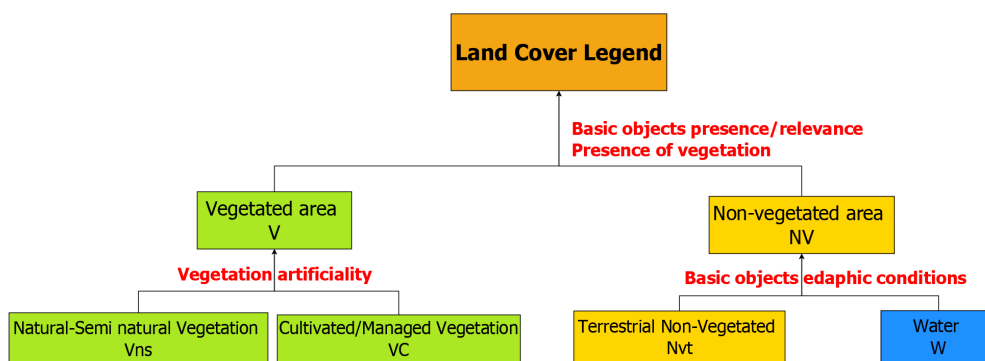 Land Cover Legend
Basic objects presence/relevance
Presence of vegetation
Vegetated area
V
Non-vegetated area
NV
Vegetation artificiality
Basic objects edaphic conditions
Natural-Semi natural Vegetation
Vns
Cultivated/Managed Vegetation
VC
Terrestrial Non-Vegetated
Nvt
Water
W